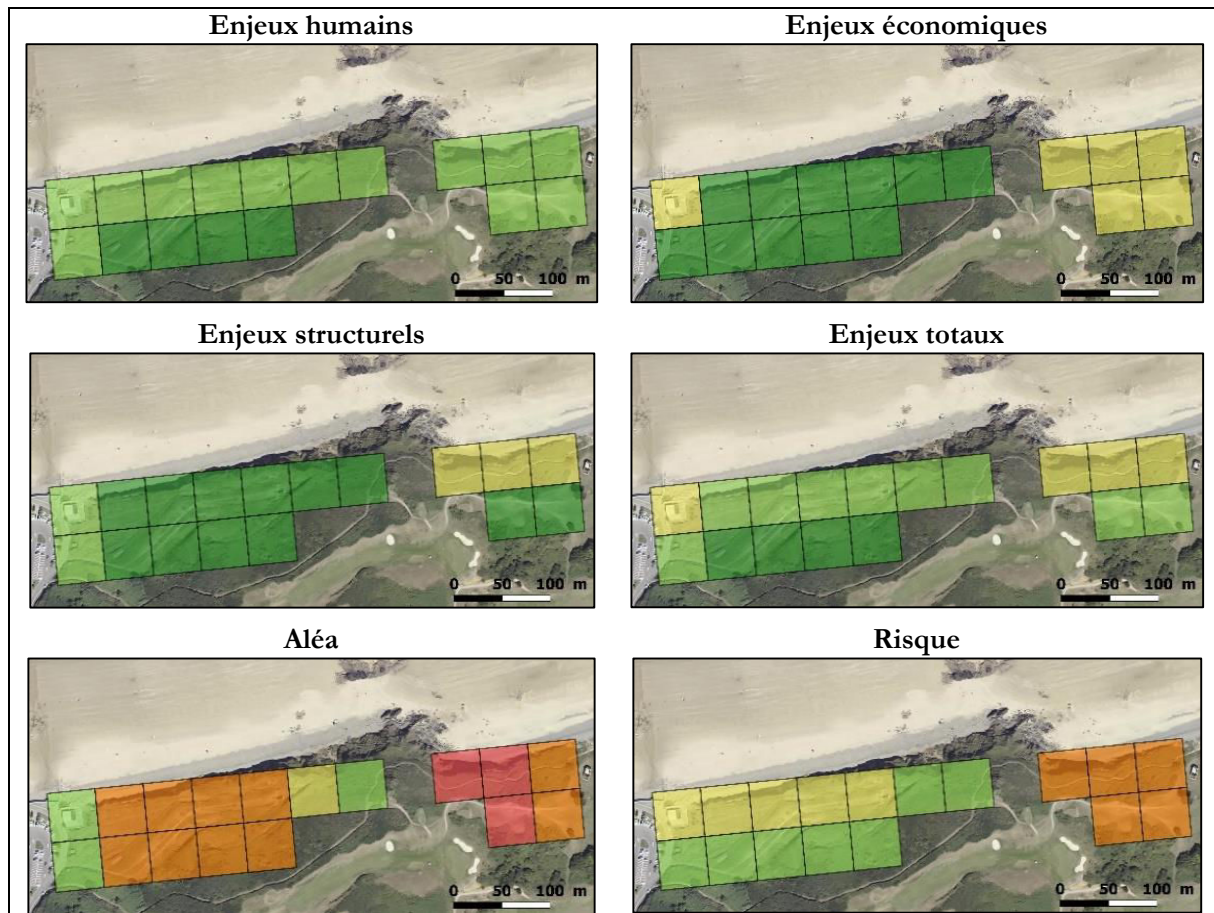 Enjeux humains
Enjeux économiques
0 50 100 m
0 50 100 m
Enjeux structurels
Enjeux totaux
0 50 100 m
0 50 100 m
Aléa
Risque
0 50 100 m
0 50 100 m